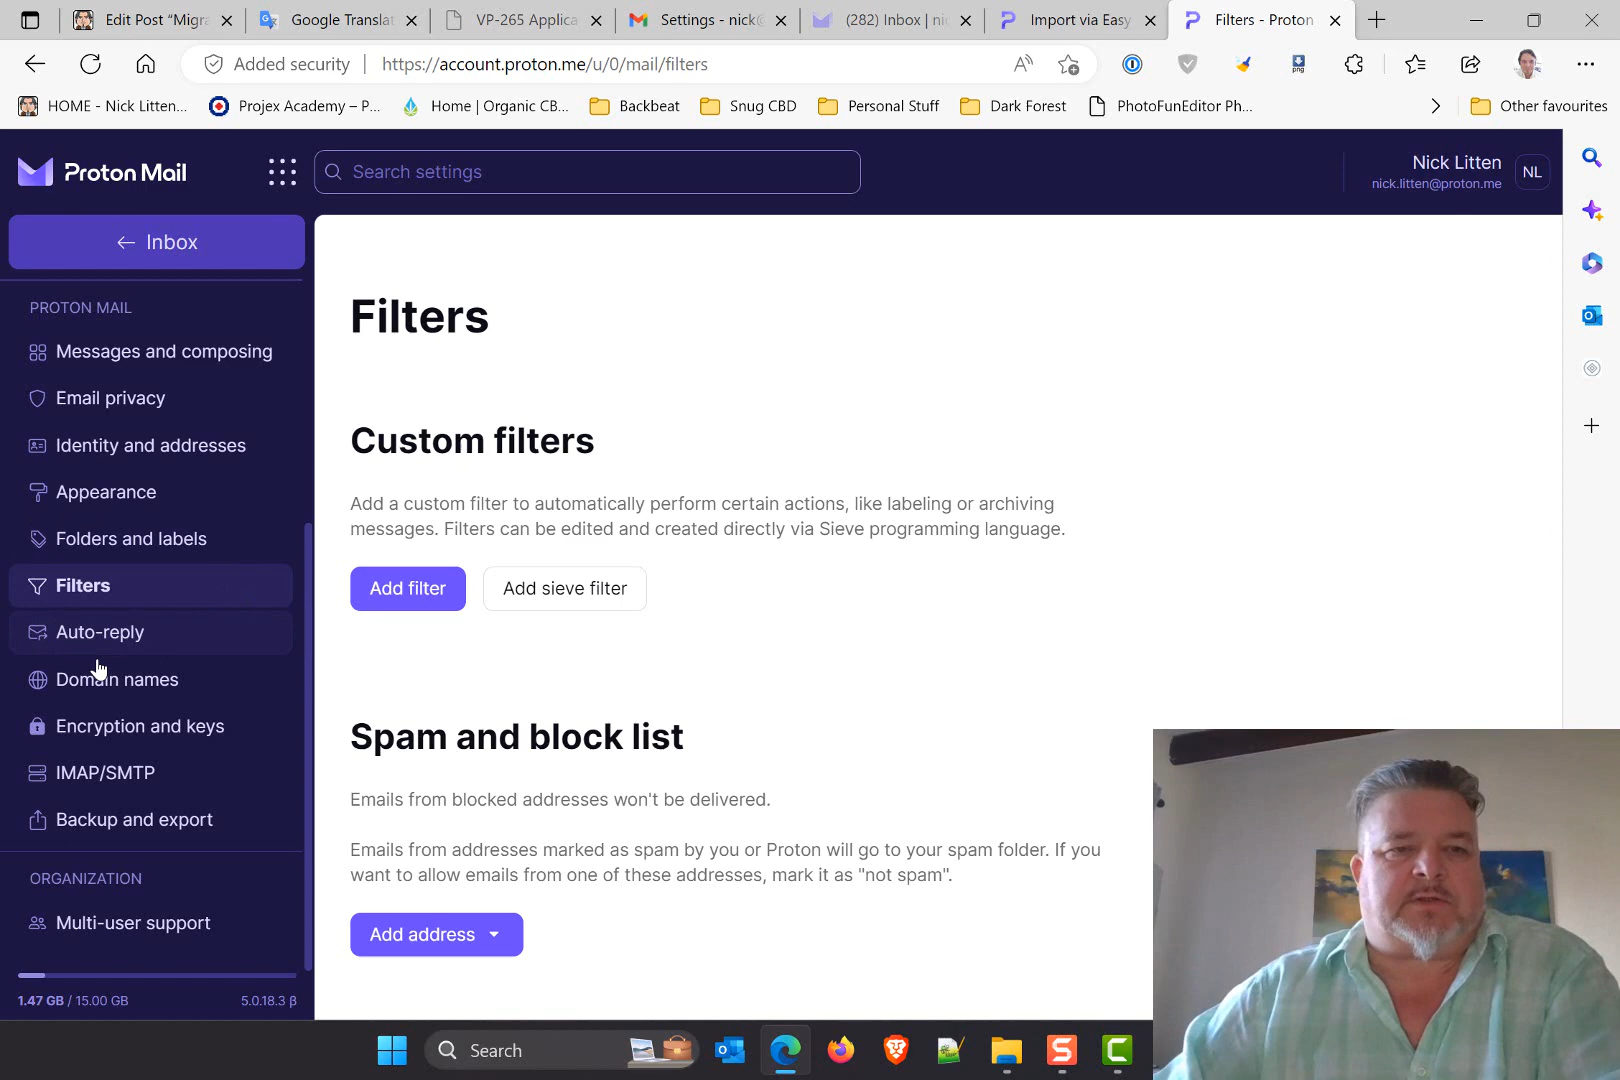 Edit Post “Migra
Google Translat
VP-265 Applica
Settings - nick@
(282) Inbox | nic
Import via Easy
Filters - Proton
Added security
https://account.proton.me/u/0/mail/filters
HOME - Nick Litten...
Projex Academy – P...
Home | Organic CB...
Backbeat
Snug CBD
Personal Stuff
Dark Forest
PhotoFunEditor Ph...
Other favourites
Proton Mail
Search settings
Nick Litten
nick.litten@proton.me
NL
← Inbox
PROTON MAIL
Messages and composing
Email privacy
Identity and addresses
Appearance
Folders and labels
Filters
Auto-reply
Domain names
Encryption and keys
IMAP/SMTP
Backup and export
ORGANIZATION
Multi-user support
1.47 GB / 15.00 GB
5.0.18.3 β
Filters
Custom filters
Add a custom filter to automatically perform certain actions, like labeling or archiving
messages. Filters can be edited and created directly via Sieve programming language.
Add filter
Add sieve filter
Spam and block list
Emails from blocked addresses won't be delivered.
Emails from addresses marked as spam by you or Proton will go to your spam folder. If you
want to allow emails from one of these addresses, mark it as "not spam".
Add address
Search